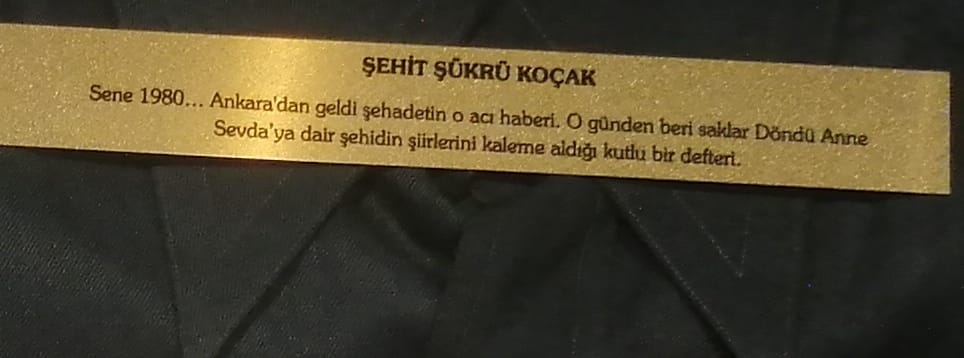 ŞEHİT ŞÜKRÜ KOÇAK
Sene 1980... Ankara'dan geldi şehadetin o acı haberi. O günden beri saklar Döndü Anne
Sevda'ya dair şehidin şiirlerini kaleme aldığı kutlu bir defteri.